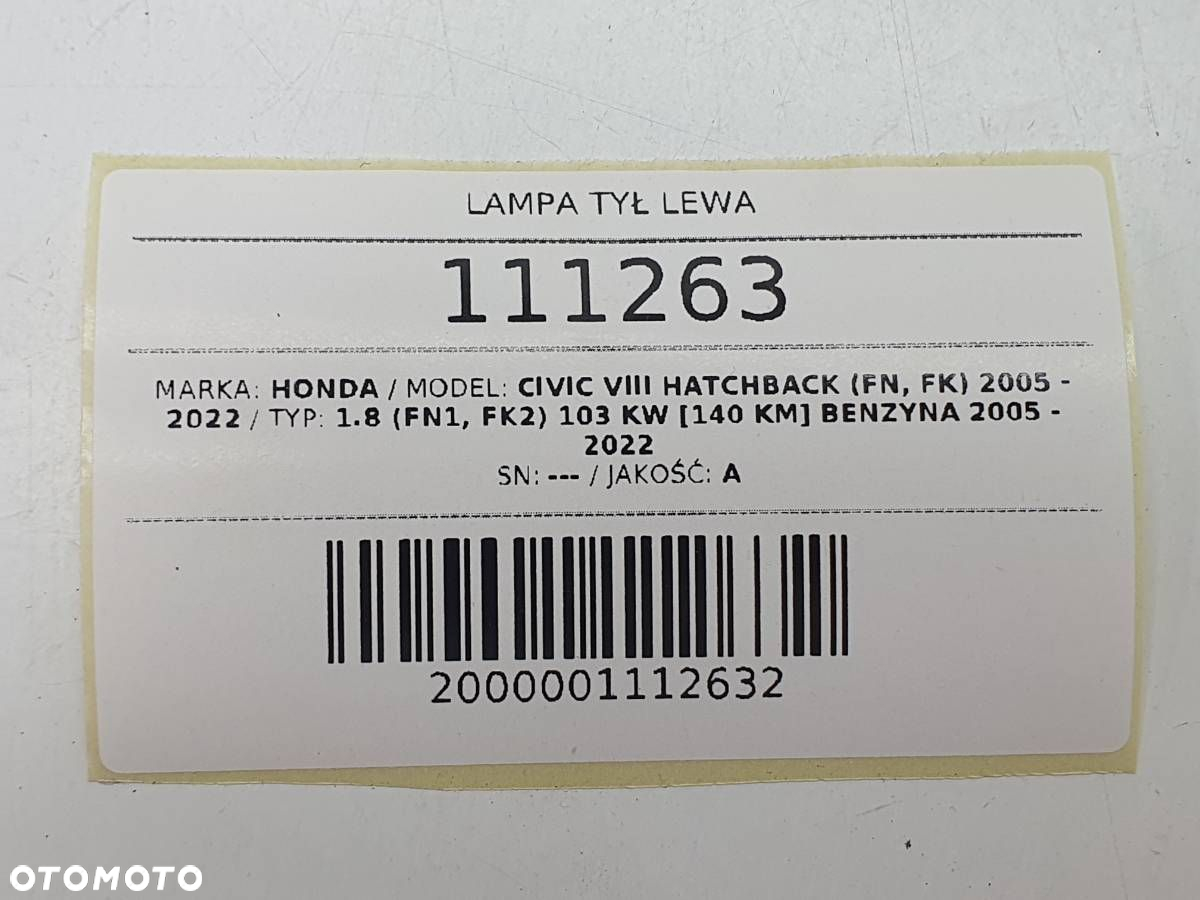 LAMPA TYŁ LEWA
111263
MARKA: HONDA / MODEL: CIVIC VIII HATCHBACK (FN, FK) 2005 -
2022 / TYP: 1.8 (FN1, FK2) 103 KW [140 KM] BENZYNA 2005 -
2022
SN: --- / JAKOŚĆ: A
2000001112632
OTOMOTO